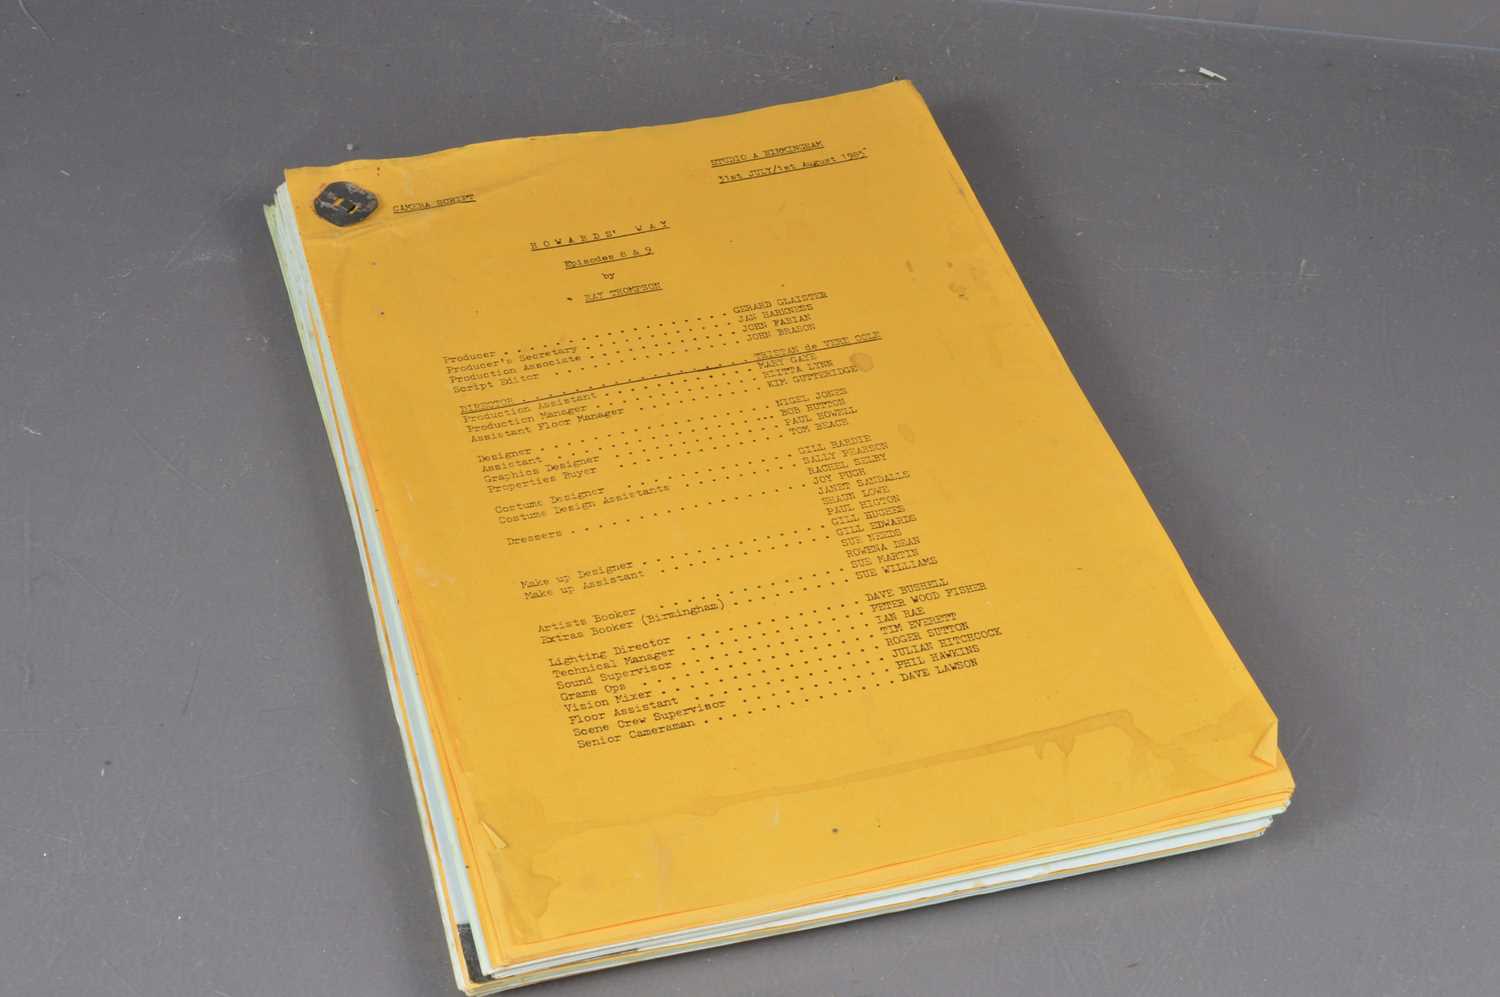 STUDIO A BIRMINGHAM
31st JULY/1st August 1985
CAMERA SCRIPT
HOWARDS' WAY
Episodes 8 & 9
by
RAY THOMPSON
Producer . . . . . . . . . . . . . . . . . . GERARD GLAISTER
Producer's Secretary . . . . . . . . . . . . JAN HARKNESS
Production Associate . . . . . . . . . . . . JOHN FABIAN
Script Editor . . . . . . . . . . . . . . . JOHN BRASON
DIRECTOR . . . . . . . . . . . . . . . . . . TRISTAN de VERE COLE
Production Assistant . . . . . . . . . . . . MARY GAYE
Production Manager . . . . . . . . . . . . . ELITTA LYNN
Assistant Floor Manager . . . . . . . . . . KIM GUTTERIDGE
Designer . . . . . . . . . . . . . . . . . . NIGEL JONES
Assistant . . . . . . . . . . . . . . . . . BOB HUTTON
Graphics Designer . . . . . . . . . . . . . PAUL HOWELL
Properties Buyer . . . . . . . . . . . . . . TOM BEACH
Costume Designer . . . . . . . . . . . . . . GILL HARDIE
Costume Design Assistants . . . . . . . . . SALLY PEARSON
RACHEL SELBY
Dressers . . . . . . . . . . . . . . . . . . JOY PUGH
JANET SANDALLS
SHAUN LOWE
PAUL HIGTON
Make up Designer . . . . . . . . . . . . . . GILL HUGHES
Make up Assistant . . . . . . . . . . . . . GILL EDWARDS
SUE NEEDS
ROWENA DEAN
Artists Booker . . . . . . . . . . . . . . . SUE MARTIN
Extras Booker (Birmingham) . . . . . . . . . SUE WILLIAMS
Lighting Director . . . . . . . . . . . . . DAVE BUSHELL
Technical Manager . . . . . . . . . . . . . PETER WOOD FISHER
Sound Supervisor . . . . . . . . . . . . . . IAN RAE
Grams Ops . . . . . . . . . . . . . . . . . TIM EVERETT
Vision Mixer . . . . . . . . . . . . . . . . ROGER SUTTON
Floor Assistant . . . . . . . . . . . . . . JULIAN HITCHCOCK
Scene Crew Supervisor . . . . . . . . . . . PHIL HAWKINS
Senior Cameraman . . . . . . . . . . . . . . DAVE LAWSON